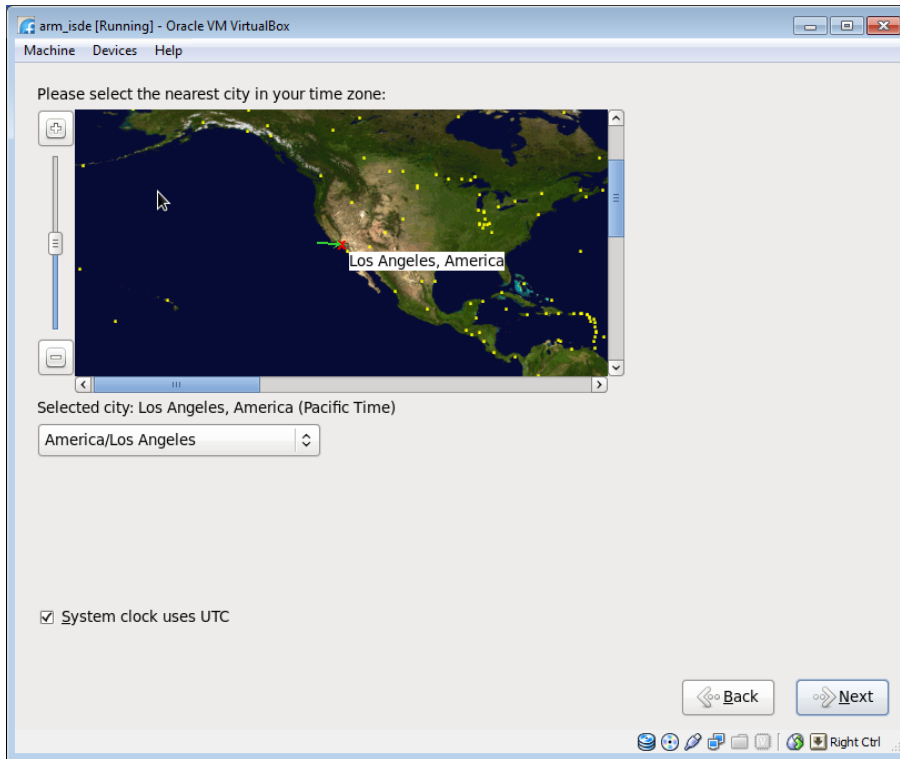 arm_isde [Running] - Oracle VM VirtualBox
Machine Devices Help
Please select the nearest city in your time zone:
Los Angeles, America
Selected city: Los Angeles, America (Pacific Time)
America/Los Angeles
System clock uses UTC
Back Next
Right Ctrl